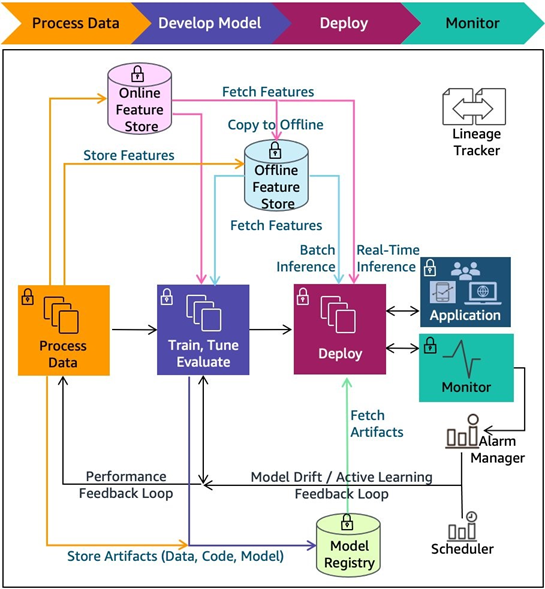 Process Data
Develop Model
Deploy
Monitor
Online
Feature
Store
Fetch Features
Copy to Offline
Lineage
Tracker
Store Features
Offline
Feature
Store
Fetch Features
Batch
Inference
Real-Time
Inference
Process
Data
Train, Tune
Evaluate
Deploy
Application
Monitor
Fetch
Artifacts
Alarm
Manager
Performance
Feedback Loop
Model Drift / Active Learning
Feedback Loop
Scheduler
Store Artifacts (Data, Code, Model)
Model
Registry